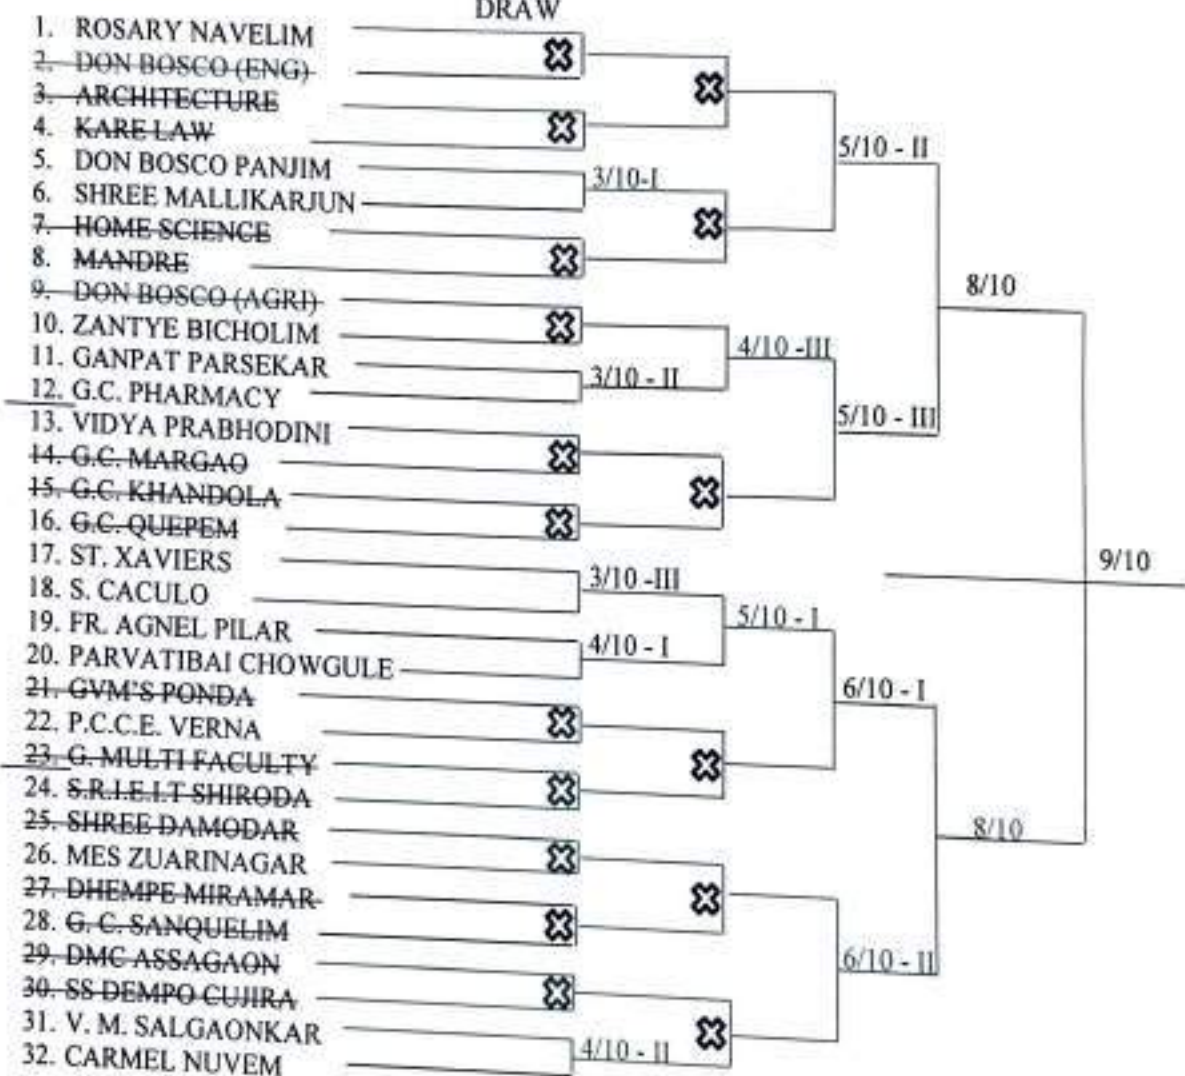 DRAW
1. ROSARY NAVELIM
2. DON BOSCO (ENG)
3. ARCHITECTURE
4. KARE LAW
5. DON BOSCO PANJIM
6. SHREE MALLIKARJUN
7. HOME SCIENCE
8. MANDRE
9. DON BOSCO (AGRI)
10. ZANTYE BICHOLIM
11. GANPAT PARSEKAR
12. G.C. PHARMACY
13. VIDYA PRABHODINI
14. G.C. MARGAO
15. G.C. KHANDOLA
16. G.C. QUEPEM
17. ST. XAVIERS
18. S. CACULO
19. FR. AGNEL PILAR
20. PARVATIBAI CHOWGULE
21. GVM'S PONDA
22. P.C.C.E. VERNA
23. G. MULTI FACULTY
24. S.R.I.E.I.T SHIRODA
25. SHREE DAMODAR
26. MES ZUARINAGAR
27. DHEMPE MIRAMAR
28. G. C. SANQUELIM
29. DMC ASSAGAON
30. SS DEMPO CUJIRA
31. V. M. SALGAONKAR
32. CARMEL NUVEM
3/10-I
3/10 - II
3/10 -III
4/10 - I
4/10 - II
4/10 -III
5/10 - I
5/10 - II
5/10 - III
6/10 - I
6/10 - II
8/10
8/10
9/10